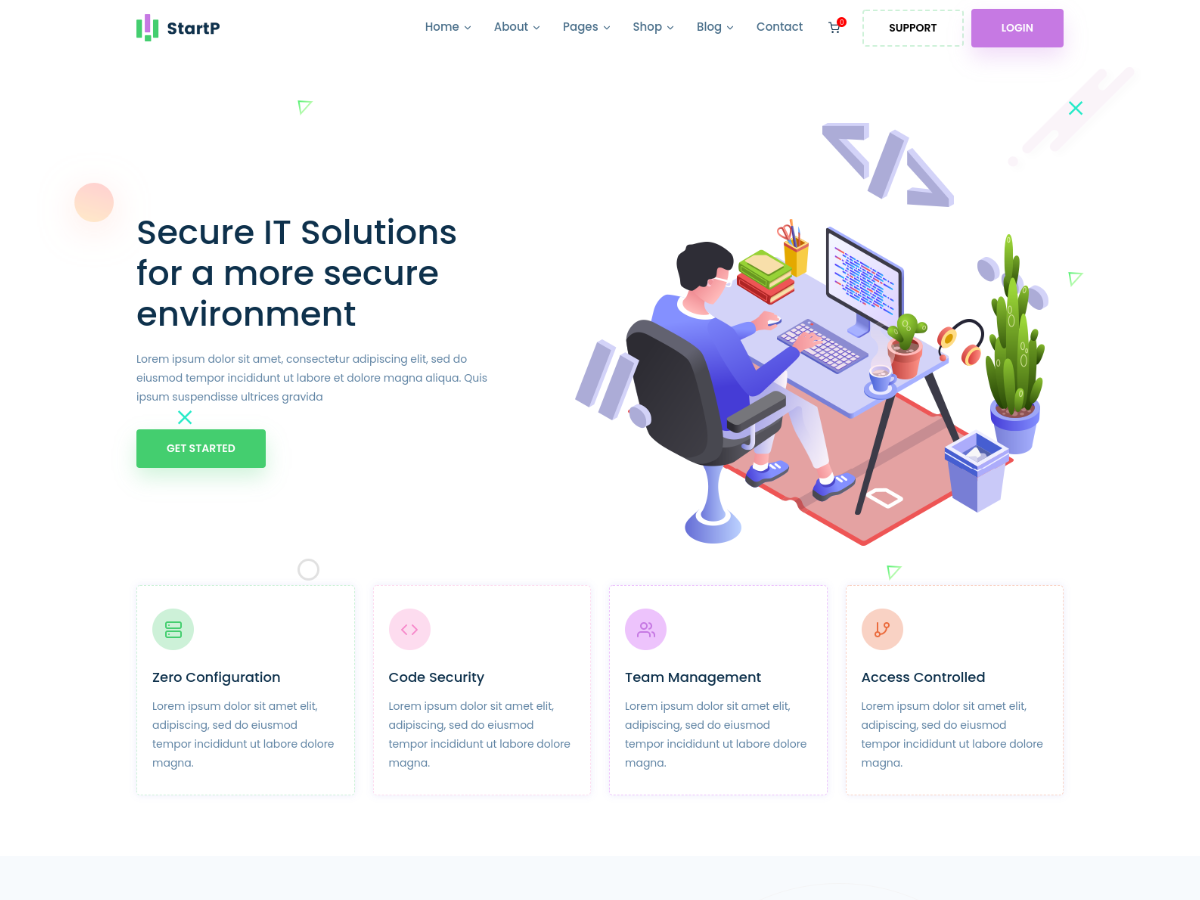 StartP
Home
About
Pages
Shop
Blog
Contact
0
SUPPORT
LOGIN
Secure IT Solutions
for a more secure
environment
Lorem ipsum dolor sit amet, consectetur adipiscing elit, sed do
eiusmod tempor incididunt ut labore et dolore magna aliqua. Quis
ipsum suspendisse ultrices gravida
GET STARTED
Zero Configuration
Lorem ipsum dolor sit amet elit,
adipiscing, sed do eiusmod
tempor incididunt ut labore dolore
magna.
Code Security
Lorem ipsum dolor sit amet elit,
adipiscing, sed do eiusmod
tempor incididunt ut labore dolore
magna.
Team Management
Lorem ipsum dolor sit amet elit,
adipiscing, sed do eiusmod
tempor incididunt ut labore dolore
magna.
Access Controlled
Lorem ipsum dolor sit amet elit,
adipiscing, sed do eiusmod
tempor incididunt ut labore dolore
magna.